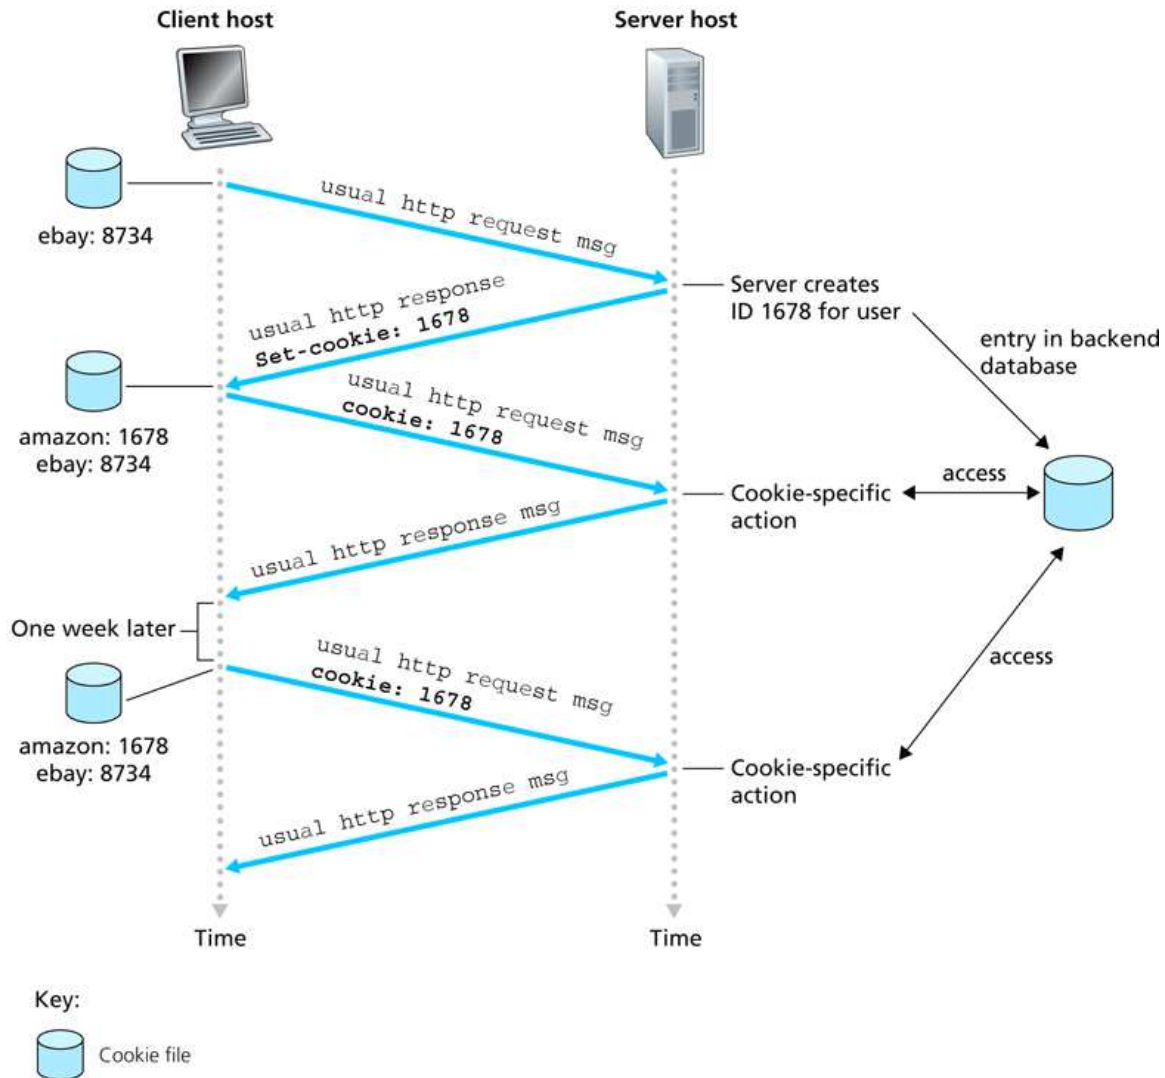 Client host
Server host
usual http request msg
ebay: 8734
Server creates
ID 1678 for user
usual http response
Set-cookie: 1678
entry in backend
database
usual http request msg
cookie: 1678
amazon: 1678
ebay: 8734
access
Cookie-specific
action
usual http response msg
One week later
usual http request msg
cookie: 1678
access
amazon: 1678
ebay: 8734
Cookie-specific
action
usual http response msg
Time
Time
Key:
Cookie file